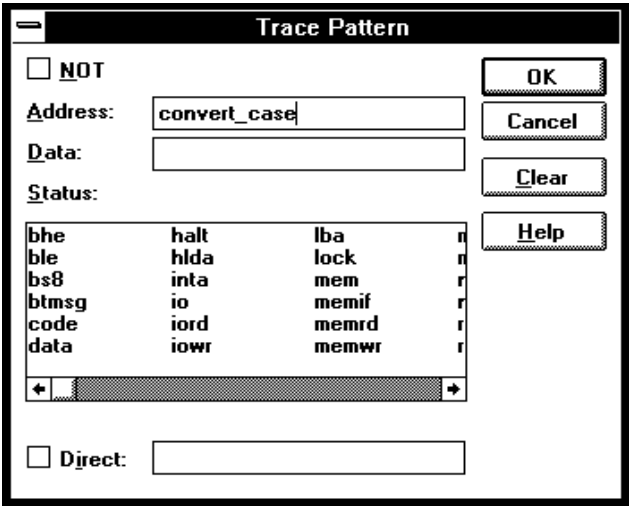 Trace Pattern
NOT
OK
Address: convert_case
Cancel
Data:
Clear
Status:
Help
bhe halt lba
ble hlda lock
bs8 inta mem
btmsg io memif
code iord memrd
data iowr memwr
Direct: